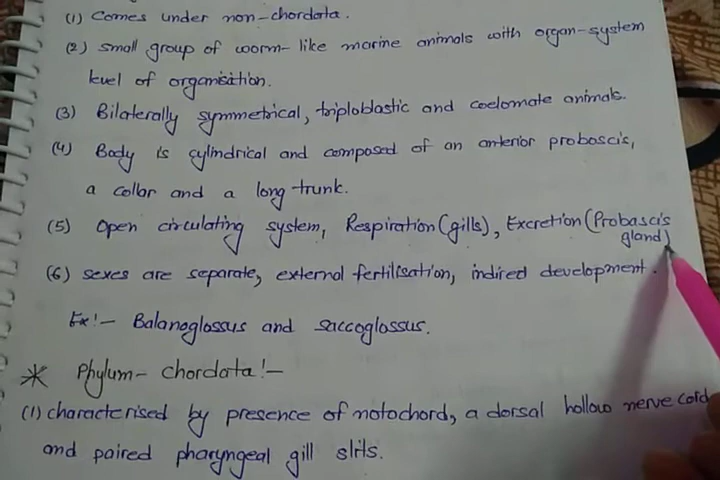 (1) Comes under non-chordata.
(2) small group of worm-like marine animals with organ-system
level of organisation.
(3) Bilaterally symmetrical, triploblastic and coelomate animals.
(4) Body is cylindrical and composed of an anterior proboscis,
a collar and a long trunk.
(5) Open circulating system, Respiration (gills), Excretion (Probascis
gland)
(6) sexes are separate, external fertilisation, indired development.
Ex!- Balanoglossus and saccoglossus.
* Phylum- chordata!-
(1) characterised by presence of notochord, a dorsal hollow nerve cord,
and paired pharyngeal gill slits.